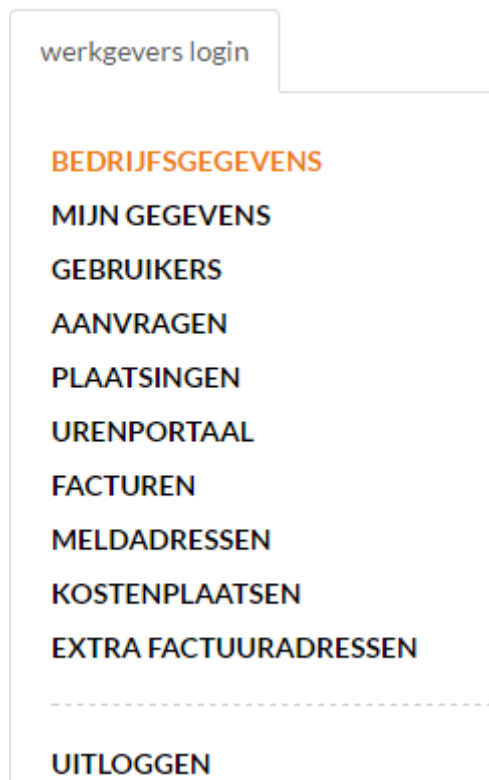 werkgevers login
BEDRIJFSGEGEVENS
MIJN GEGEVENS
GEBRUIKERS
AANVRAGEN
PLAATSINGEN
URENPORTAAL
FACTUREN
MELDADRESSEN
KOSTENPLAATSEN
EXTRA FACTUURADRESSEN
UITLOGGEN